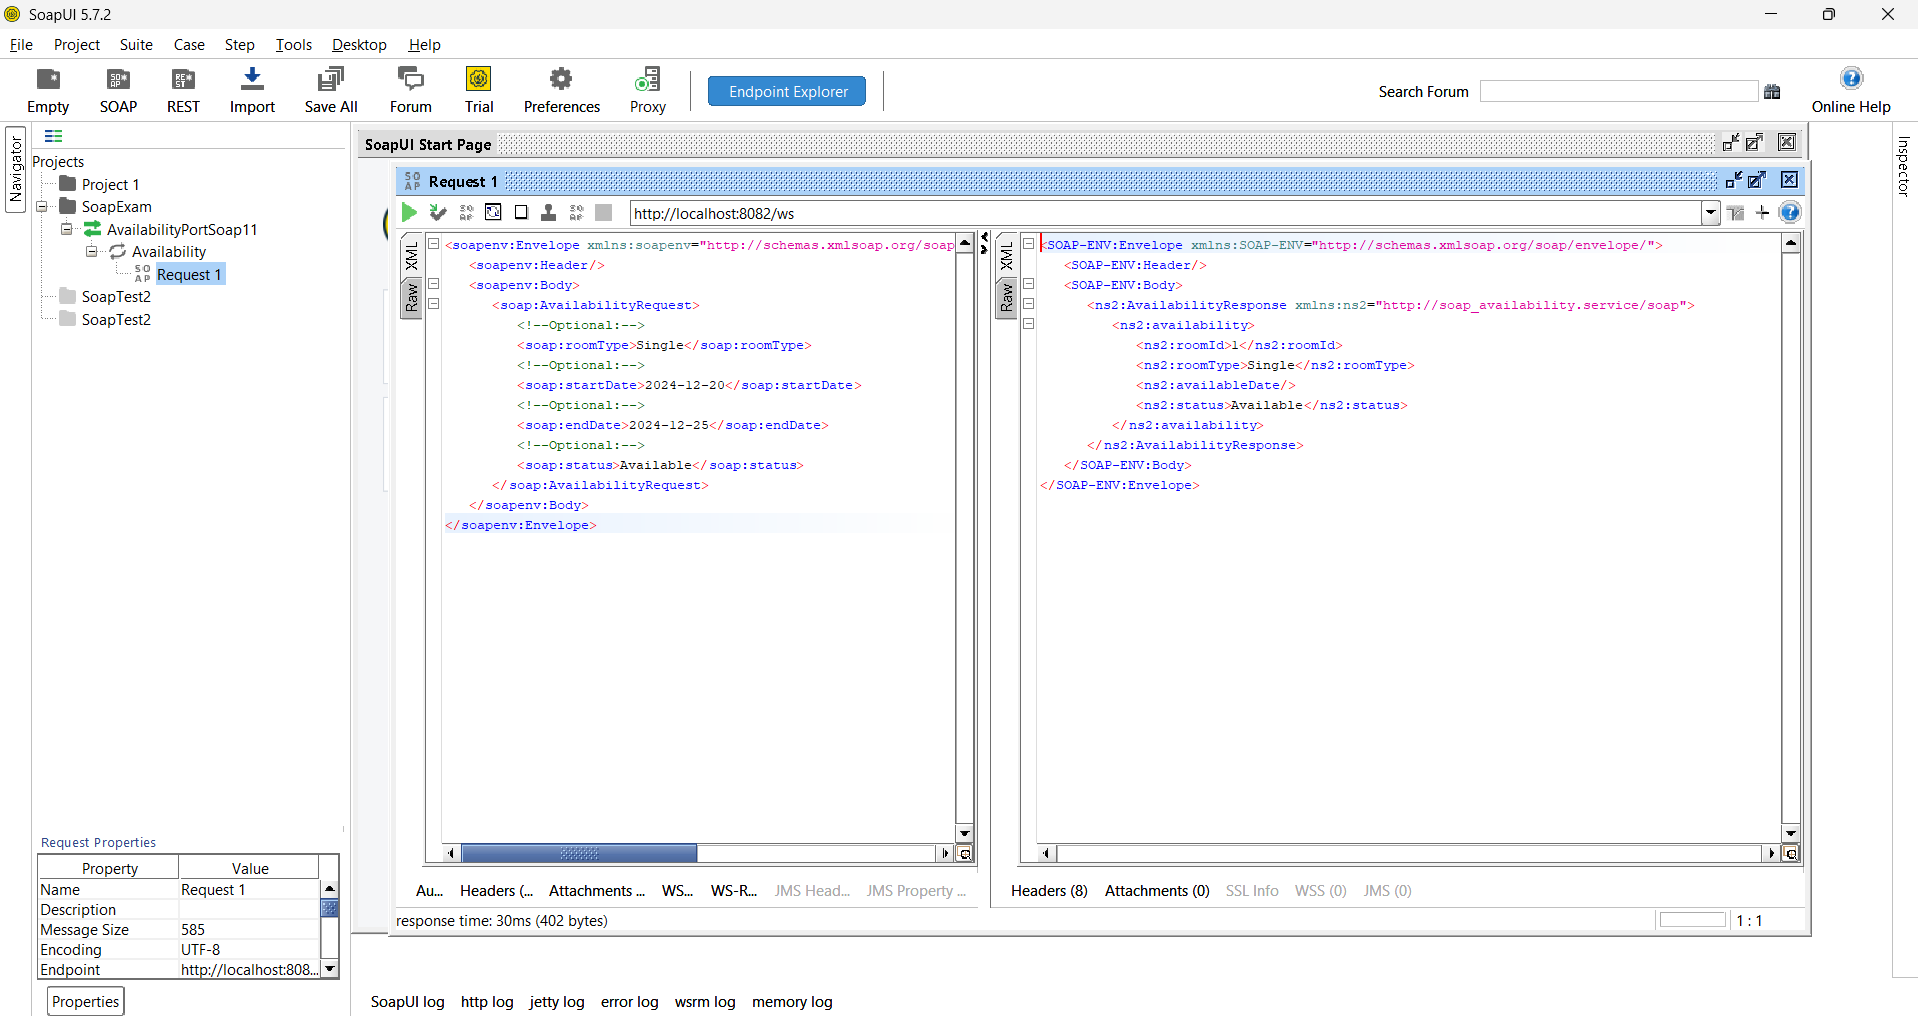 SoapUI 5.7.2
File Project Suite Case Step Tools Desktop Help
Empty SOAP REST Import Save All Forum Trial Preferences Proxy Endpoint Explorer Search Forum Online Help
Navigator
Inspector
Projects
Project 1
SoapExam
AvailabilityPortSoap11
Availability
Request 1
SoapTest2
SoapTest2
SoapUI Start Page
Request 1
http://localhost:8082/ws
XML
Raw
<soapenv:Envelope xmlns:soapenv="http://schemas.xmlsoap.org/soap
<soapenv:Header/>
<soapenv:Body>
<soap:AvailabilityRequest>
<!--Optional:-->
<soap:roomType>Single</soap:roomType>
<!--Optional:-->
<soap:startDate>2024-12-20</soap:startDate>
<!--Optional:-->
<soap:endDate>2024-12-25</soap:endDate>
<!--Optional:-->
<soap:status>Available</soap:status>
</soap:AvailabilityRequest>
</soapenv:Body>
</soapenv:Envelope>
XML
Raw
<SOAP-ENV:Envelope xmlns:SOAP-ENV="http://schemas.xmlsoap.org/soap/envelope/">
<SOAP-ENV:Header/>
<SOAP-ENV:Body>
<ns2:AvailabilityResponse xmlns:ns2="http://soap_availability.service/soap">
<ns2:availability>
<ns2:roomId>1</ns2:roomId>
<ns2:roomType>Single</ns2:roomType>
<ns2:availableDate/>
<ns2:status>Available</ns2:status>
</ns2:availability>
</ns2:AvailabilityResponse>
</SOAP-ENV:Body>
</SOAP-ENV:Envelope>
Au... Headers (... Attachments ... WS... WS-R... JMS Head... JMS Property ...
Headers (8) Attachments (0) SSL Info WSS (0) JMS (0)
response time: 30ms (402 bytes)
1 : 1
Request Properties
Property Value
Name Request 1
Description
Message Size 585
Encoding UTF-8
Endpoint http://localhost:808...
Properties
SoapUI log http log jetty log error log wsrm log memory log